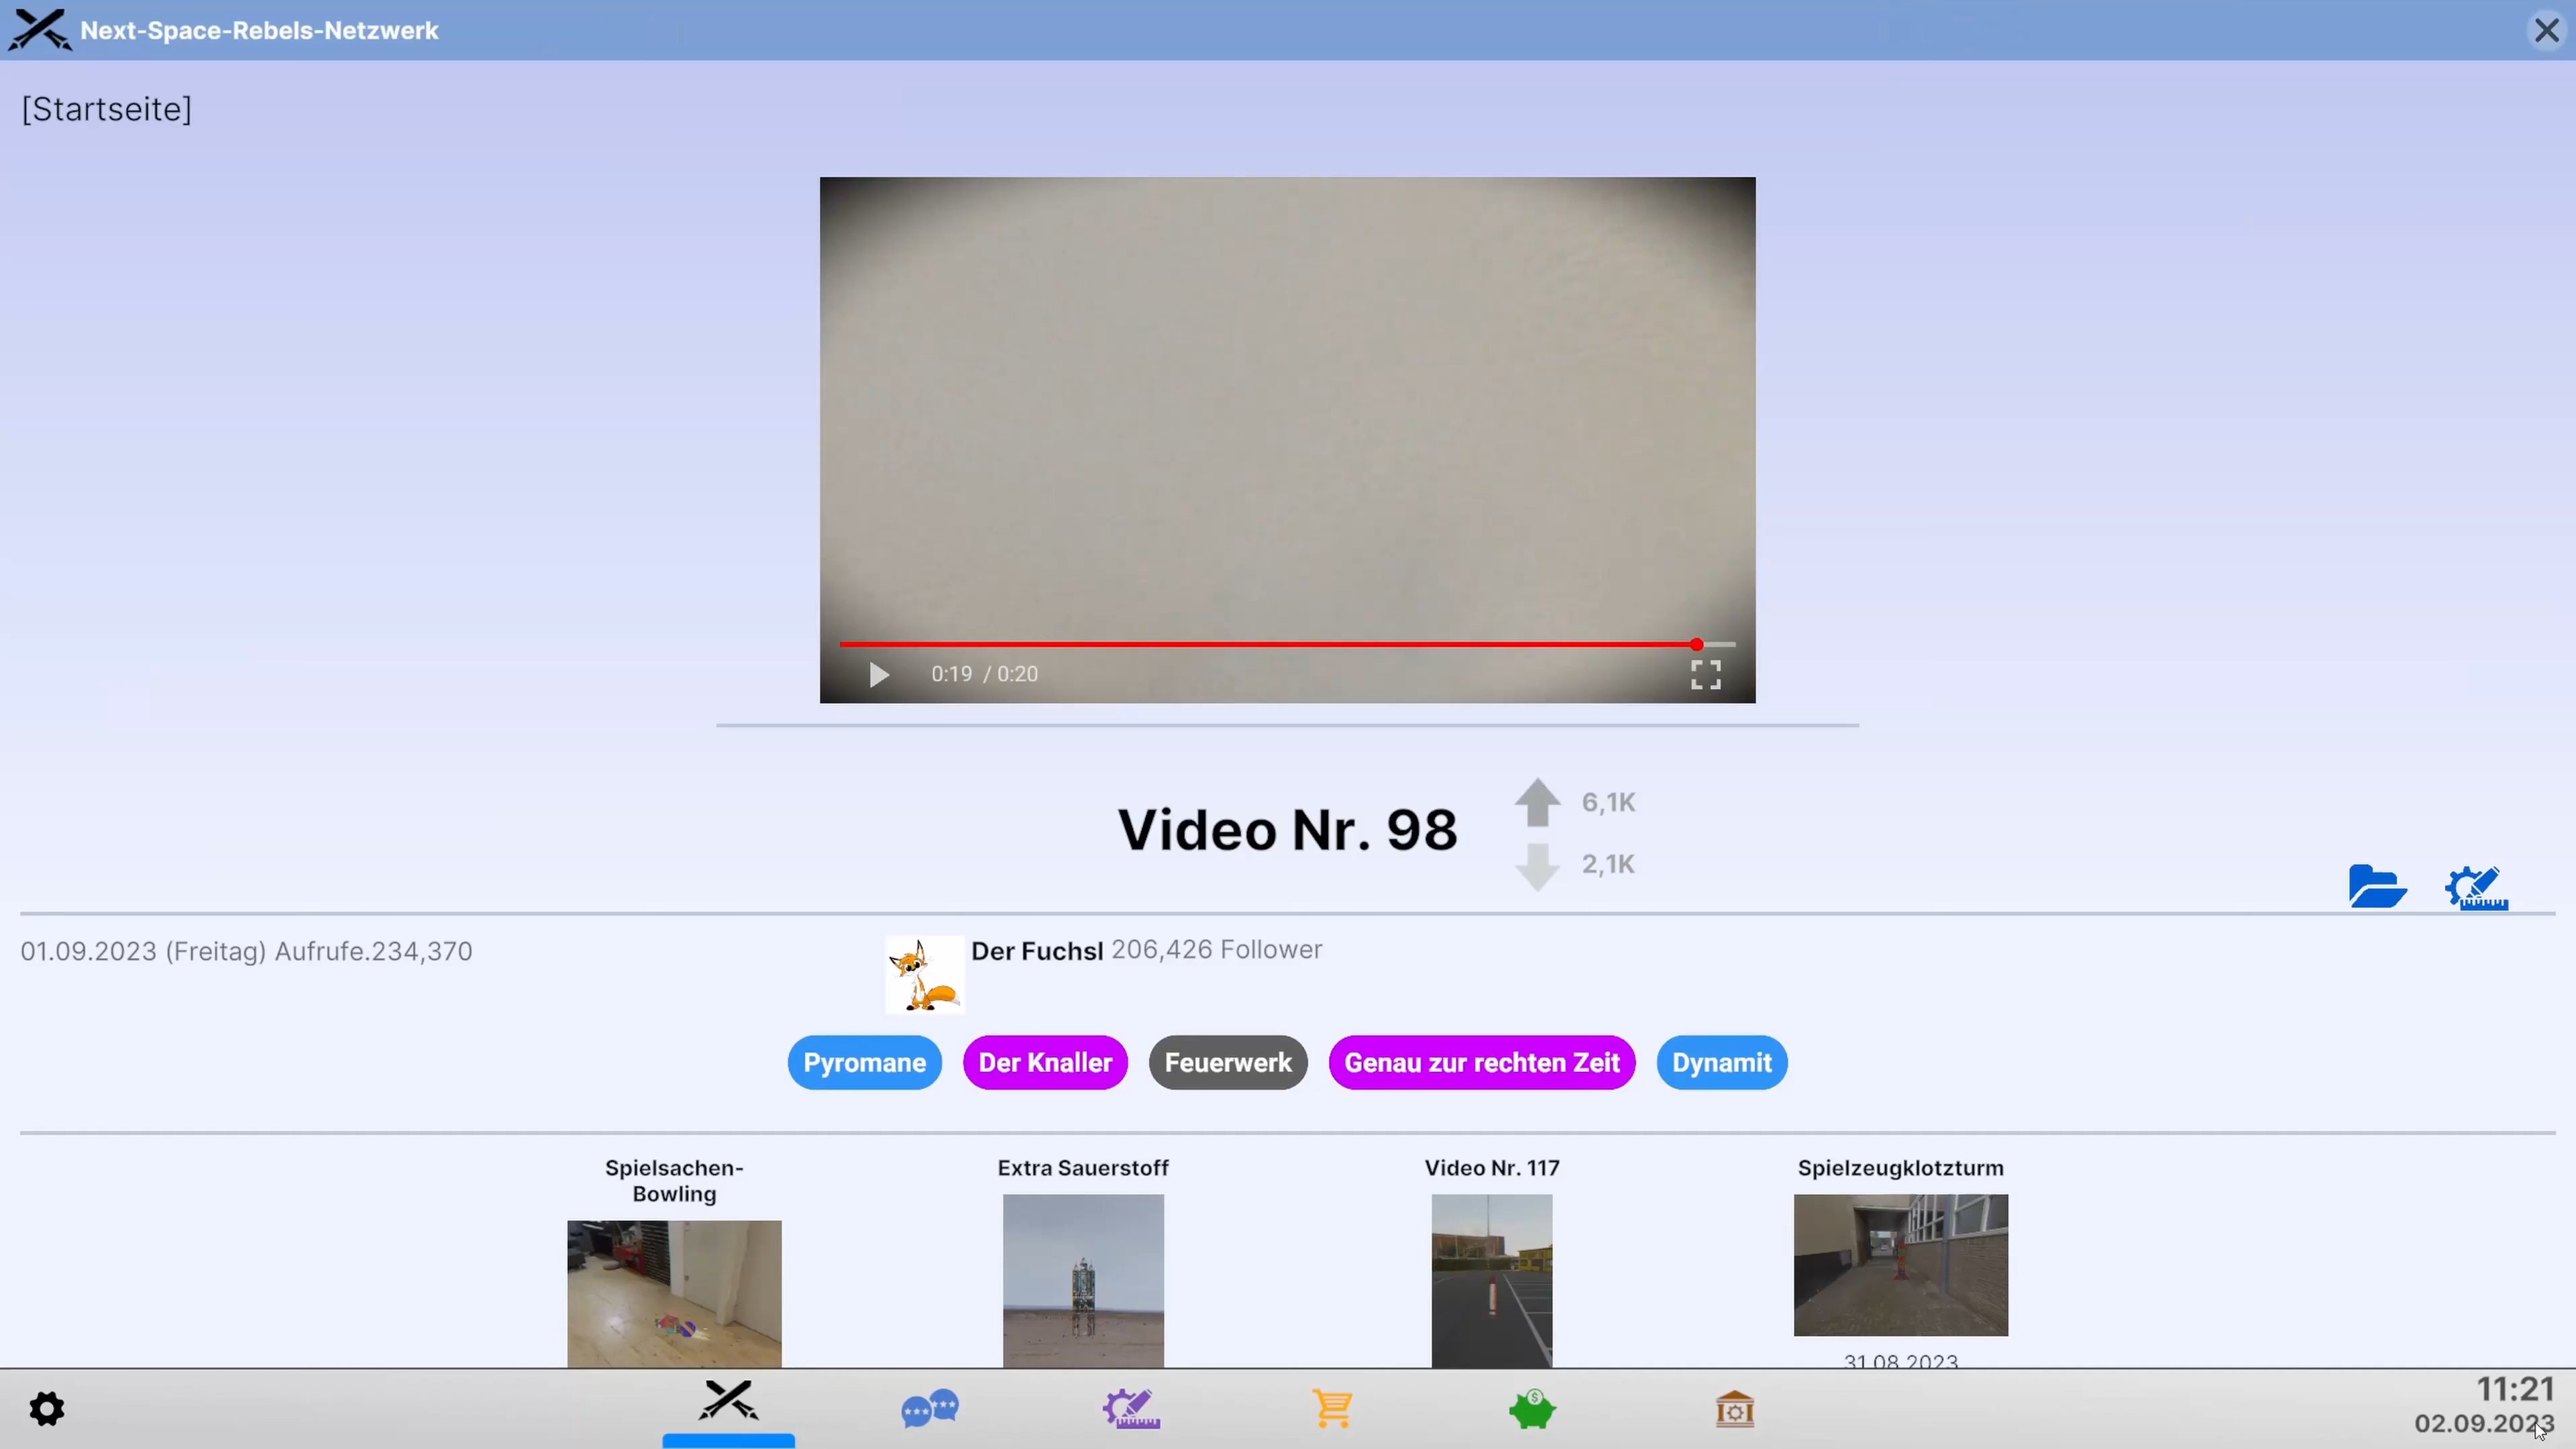 Next-Space-Rebels-Netzwerk
[Startseite]
0:19 / 0:20
Video Nr. 98
6,1K
2,1K
01.09.2023 (Freitag) Aufrufe.234,370
Der Fuchsl 206,426 Follower
Pyromane
Der Knaller
Feuerwerk
Genau zur rechten Zeit
Dynamit
Spielsachen-
Bowling
Extra Sauerstoff
Video Nr. 117
Spielzeugklotzturm
31.08.2023
11:21
02.09.2023